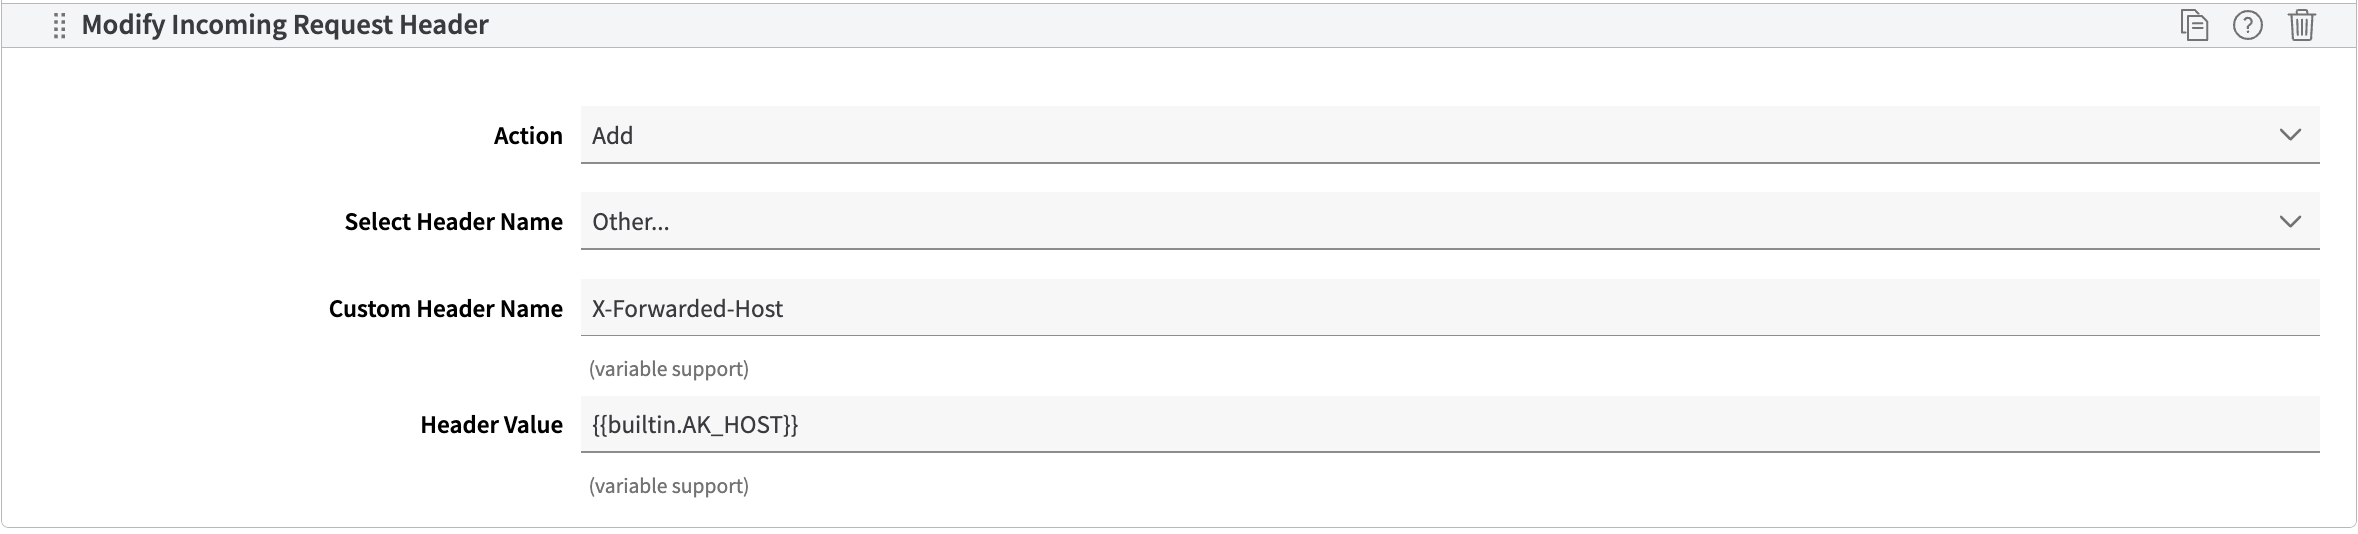 Modify Incoming Request Header
Action Add
Select Header Name Other...
Custom Header Name X-Forwarded-Host
(variable support)
Header Value {{builtin.AK_HOST}}
(variable support)